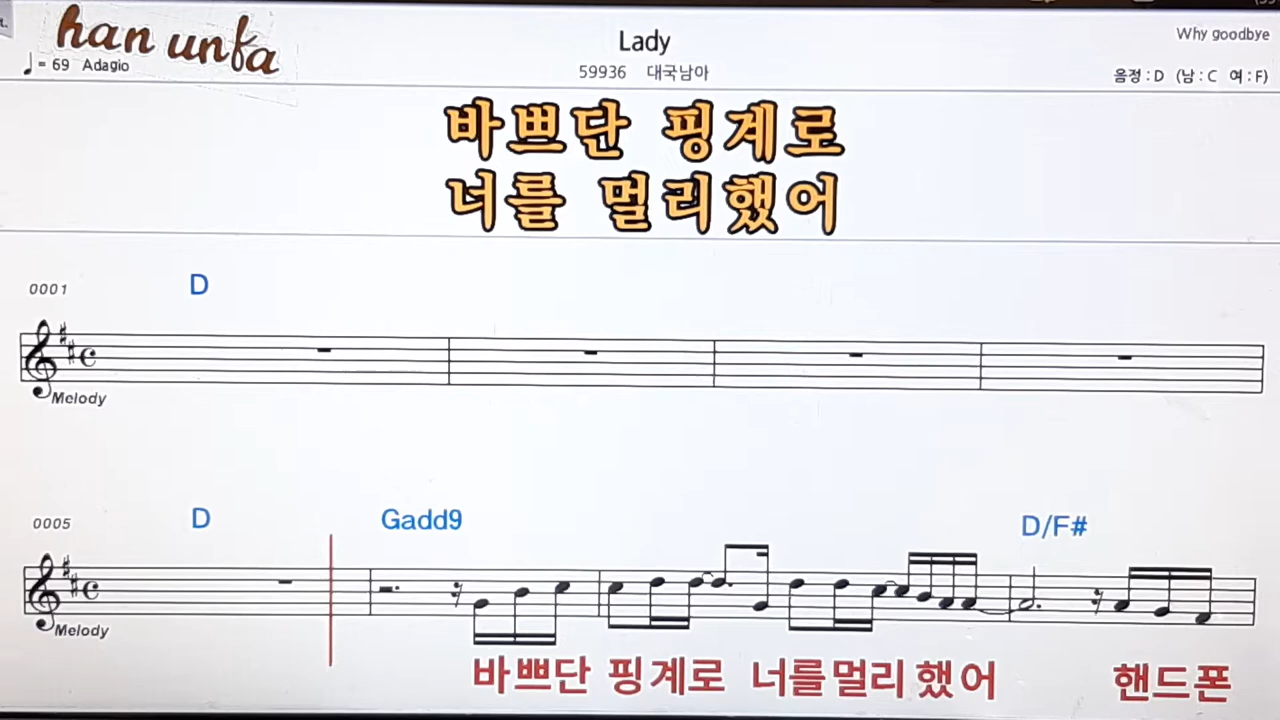 han unfa
Lady
Why goodbye
= 69 Adagio
59936 대국남아
음정 : D (남 : C 여 : F)
바쁘단 핑계로
너를 멀리했어
0001 D
Melody
0005 D Gadd9 D/F#
Melody
바쁘단 핑계로 너를멀리했어 핸드폰